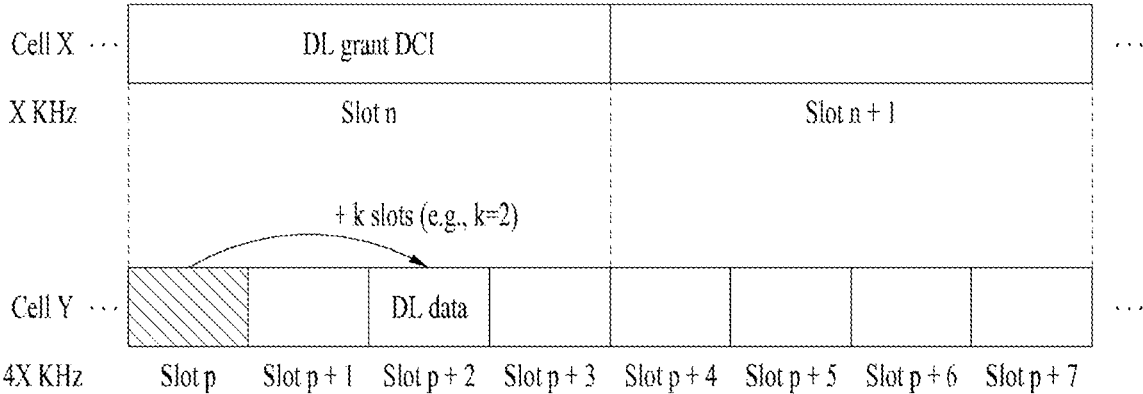 Cell X ... DL grant DCI ...
X KHz Slot n Slot n + 1
+ k slots (e.g., k=2)
Cell Y ... DL data ...
4X KHz Slot p Slot p + 1 Slot p + 2 Slot p + 3 Slot p + 4 Slot p + 5 Slot p + 6 Slot p + 7